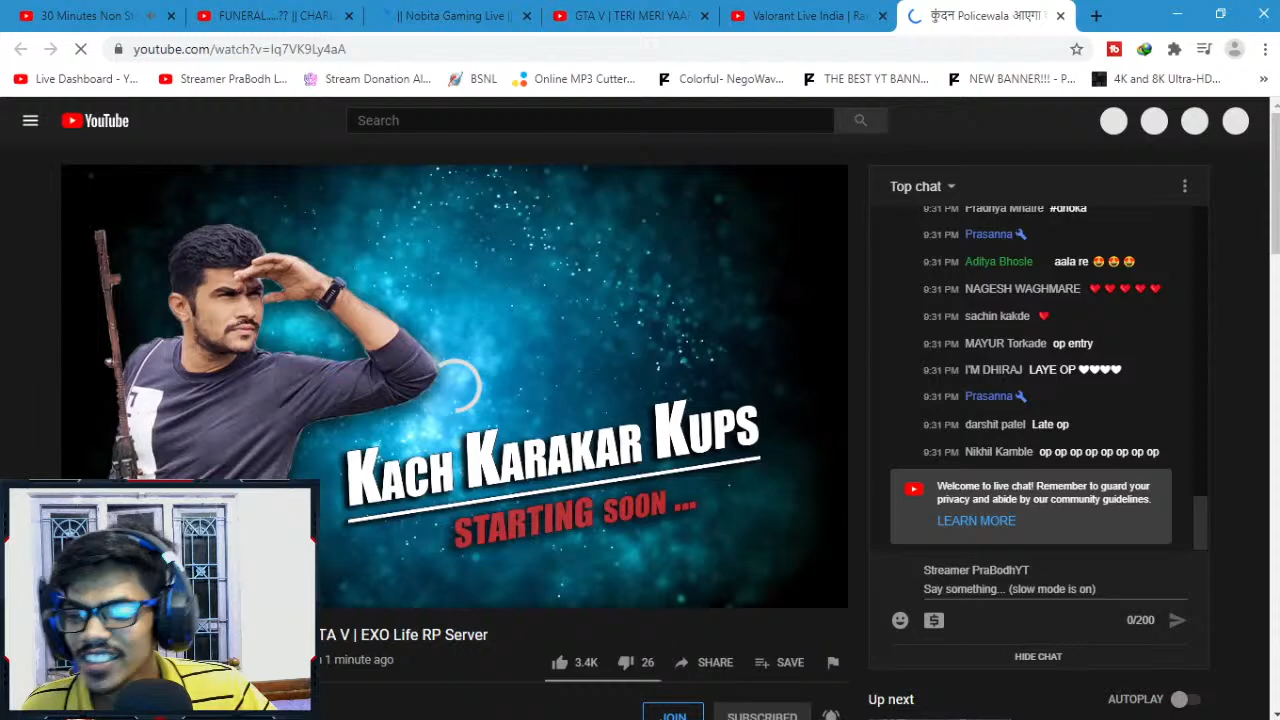 30 Minutes Non St
FUNERAL....?? || CHARL
|| Nobita Gaming Live ||
GTA V | TERI MERI YAAR
Valorant Live India | Ra
कुंदन Policewala आएगा
youtube.com/watch?v=Iq7VK9Ly4aA
Live Dashboard - Y...
Streamer PraBodh L...
Stream Donation Al...
BSNL
Online MP3 Cutter...
Colorful- NegoWav...
THE BEST YT BANN...
NEW BANNER!!! - P...
4K and 8K Ultra-HD...
YouTube
Search
Top chat
9:31 PM Pradnya Mhatre #dhoka
9:31 PM Prasanna
9:31 PM Aditya Bhosle aala re 😍😍😍
9:31 PM NAGESH WAGHMARE ♥♥♥♥♥
9:31 PM sachin kakde ♥
9:31 PM MAYUR Torkade op entry
9:31 PM I'M DHIRAJ LAYE OP ♥♥♥♥
9:31 PM Prasanna
9:31 PM darshit patel Late op
9:31 PM Nikhil Kamble op op op op op op op op
Welcome to live chat! Remember to guard your
privacy and abide by our community guidelines.
LEARN MORE
KACH KARAKAR KUPS
STARTING SOON ...
Streamer PraBodhYT
Say something... (slow mode is on)
0/200
HIDE CHAT
TA V | EXO Life RP Server
1 minute ago
3.4K
26
SHARE
SAVE
JOIN
SUBSCRIBED
Up next
AUTOPLAY